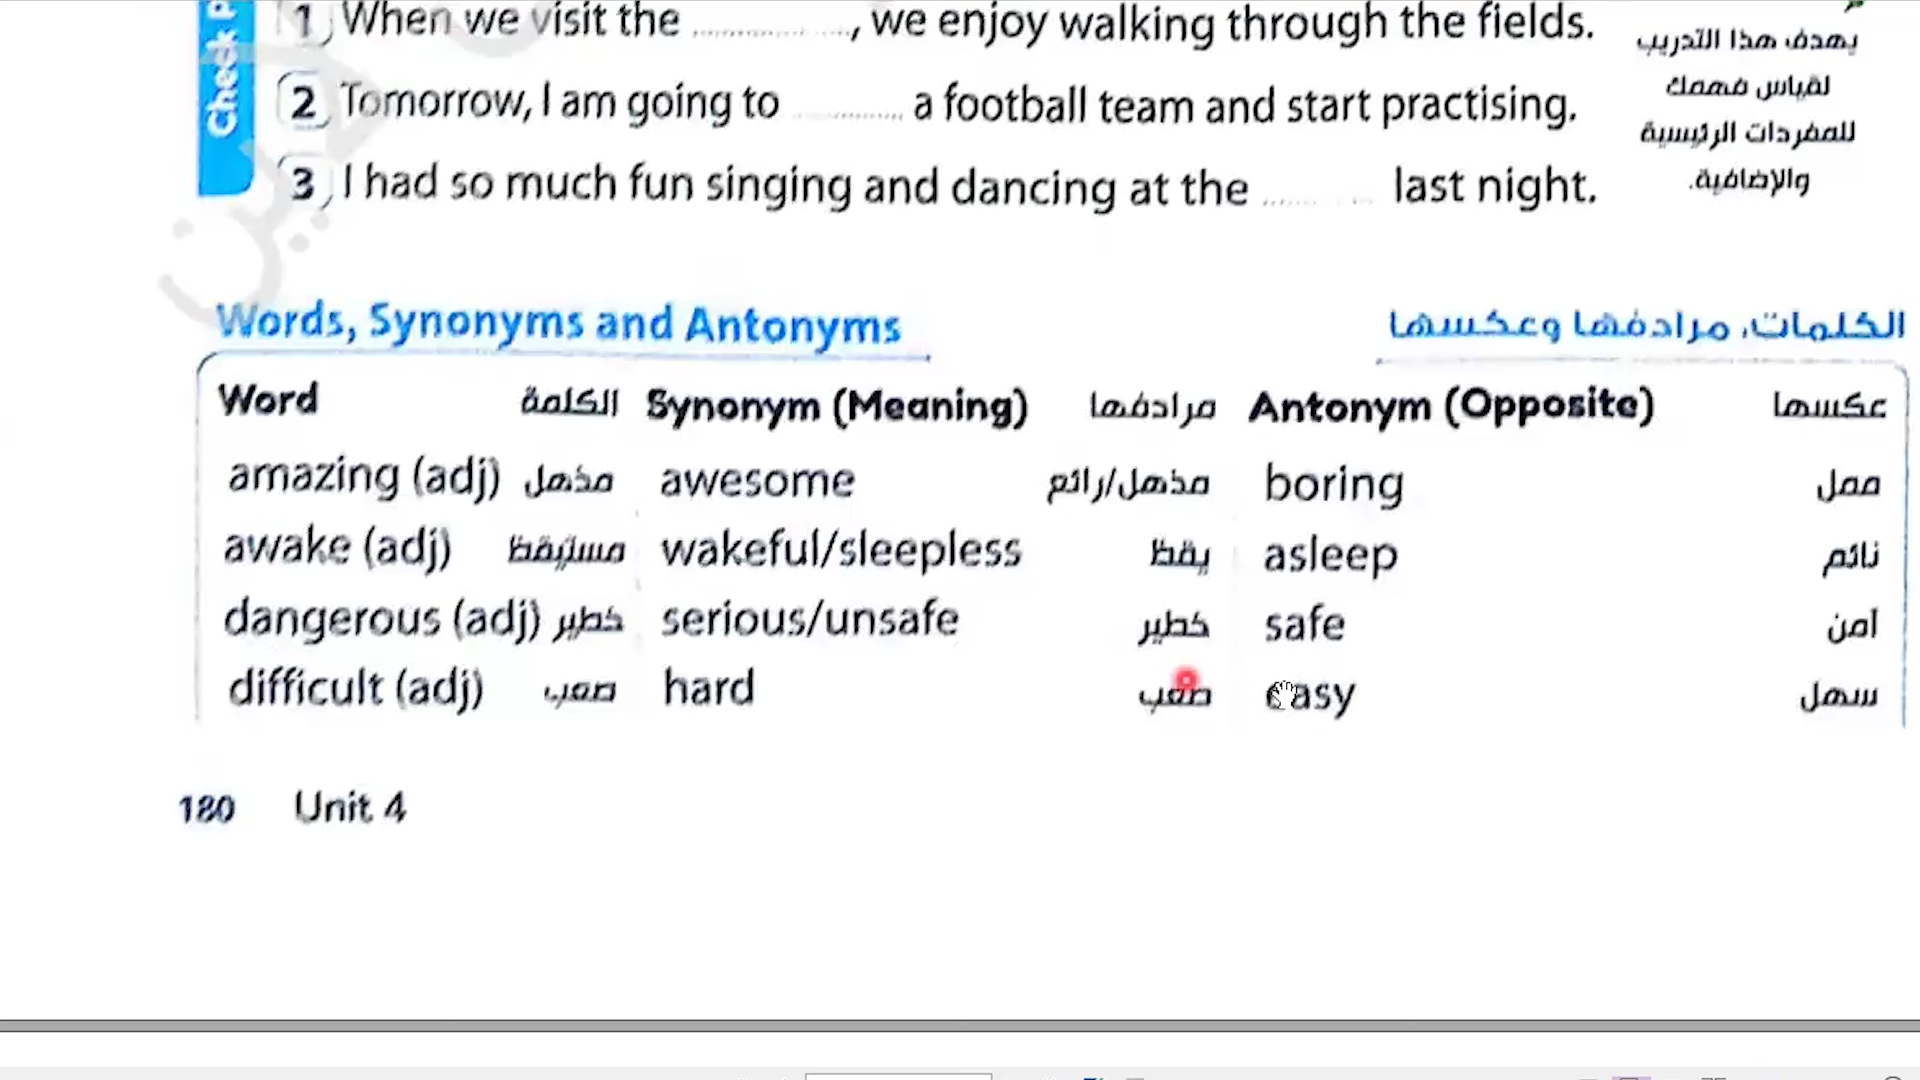 Check P
1 When we visit the ..............., we enjoy walking through the fields.
2 Tomorrow, I am going to ........... a football team and start practising.
3 I had so much fun singing and dancing at the ........... last night.
يهدف هذا التدريب
لقياس فهمك
للمفردات الرئيسية
والإضافية.
Words, Synonyms and Antonyms الكلمات، مرادفها وعكسها
Word الكلمة Synonym (Meaning) مرادفها Antonym (Opposite) عكسها
amazing (adj) مذهل awesome مذهل/رائع boring ممل
awake (adj) مستيقظ wakeful/sleepless يقظ asleep نائم
dangerous (adj) خطير serious/unsafe خطير safe آمن
difficult (adj) صعب hard صعب easy سهل
180 Unit 4